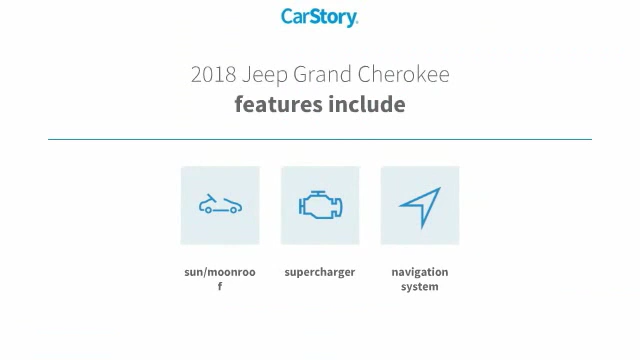 CarStory.
2018 Jeep Grand Cherokee
features include
sun/moonroo
f
supercharger
navigation
system